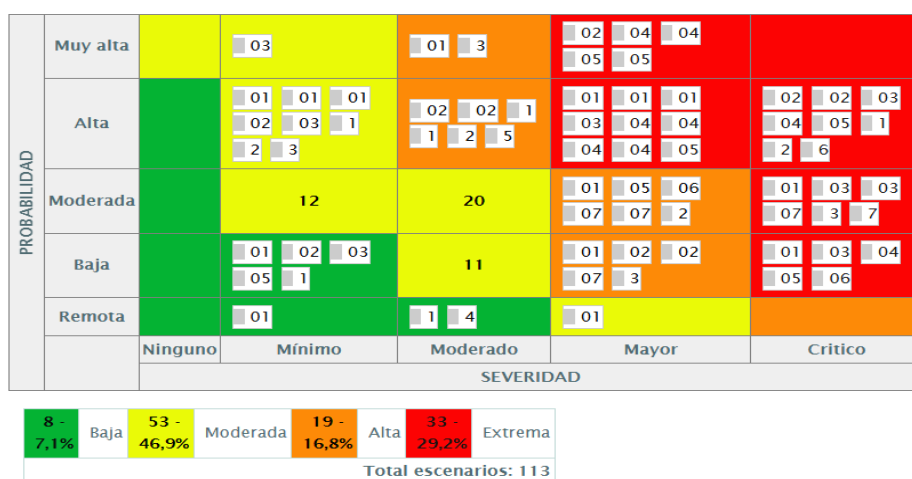 PROBABILIDAD
Muy alta
03
01 3
02 04 04
05 05
Alta
01 01 01
02 03 1
2 3
02 02 1
1 2 5
01 01 01
03 04 04
04 04 05
02 02 03
04 05 1
2 6
Moderada
12
20
01 05 06
07 07 2
01 03 03
07 3 7
Baja
01 02 03
05 1
11
01 02 02
07 3
01 03 04
05 06
Remota
01
1 4
01
Ninguno Mínimo Moderado Mayor Critico
SEVERIDAD
8 -
7,1%
Baja
53 -
46,9%
Moderada
19 -
16,8%
Alta
33 -
29,2%
Extrema
Total escenarios: 113